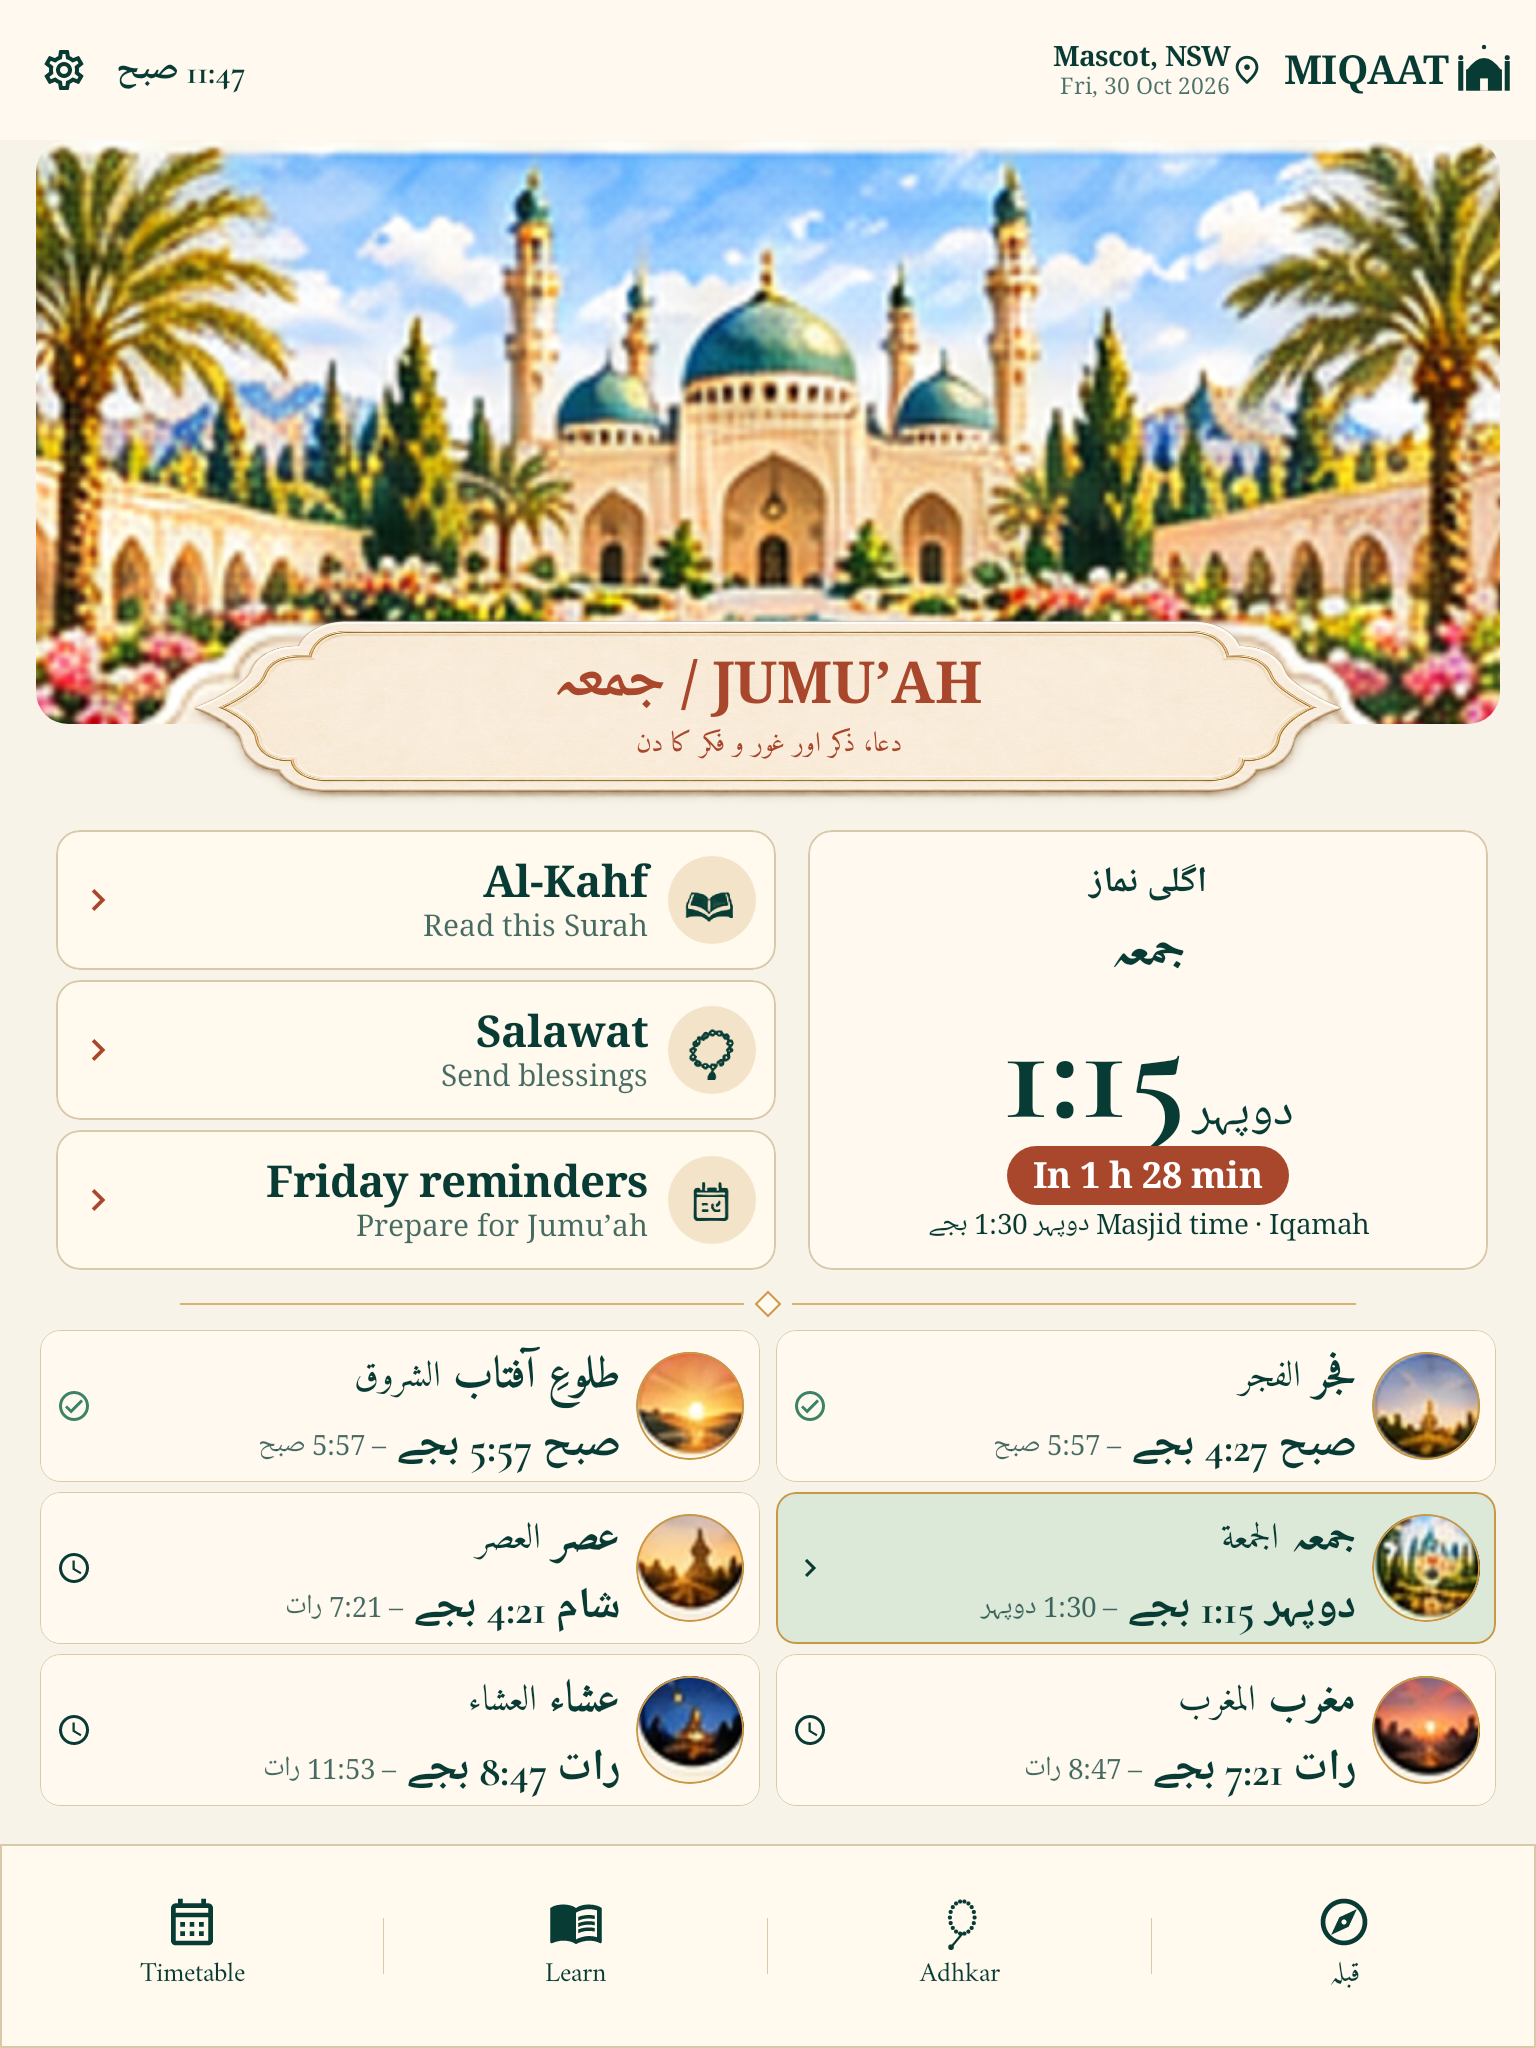 MIQAAT
Mascot, NSW
Fri, 30 Oct 2026
11:47 صبح
جمعہ / JUMU’AH
دعا، ذکر اور غور و فکر کا دن
اگلی نماز
جمعہ
دوپہر 1:15
In 1 h 28 min
Masjid time · Iqamah دوپہر 1:30 بجے
Al-Kahf
Read this Surah
Salawat
Send blessings
Friday reminders
Prepare for Jumu’ah
فجر الفجر
صبح 4:27 بجے – 5:57 صبح
طلوعِ آفتاب الشروق
صبح 5:57 بجے – 5:57 صبح
جمعہ الجمعة
دوپہر 1:15 بجے – 1:30 دوپہر
عصر العصر
شام 4:21 بجے – 7:21 رات
مغرب المغرب
رات 7:21 بجے – 8:47 رات
عشاء العشاء
رات 8:47 بجے – 11:53 رات
قبلہ
Adhkar
Learn
Timetable